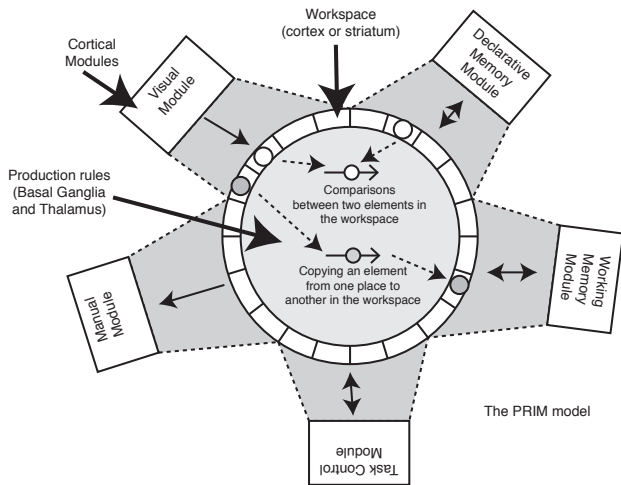 Workspace
(cortex or striatum)
Cortical
Modules
Visual
Module
Declarative
Memory
Module
Production rules
(Basal Ganglia
and Thalamus)
Comparisons
between two elements in
the workspace
Copying an element
from one place to
another in the workspace
Manual
Module
Working
Memory
Module
Task Control
Module
The PRIM model